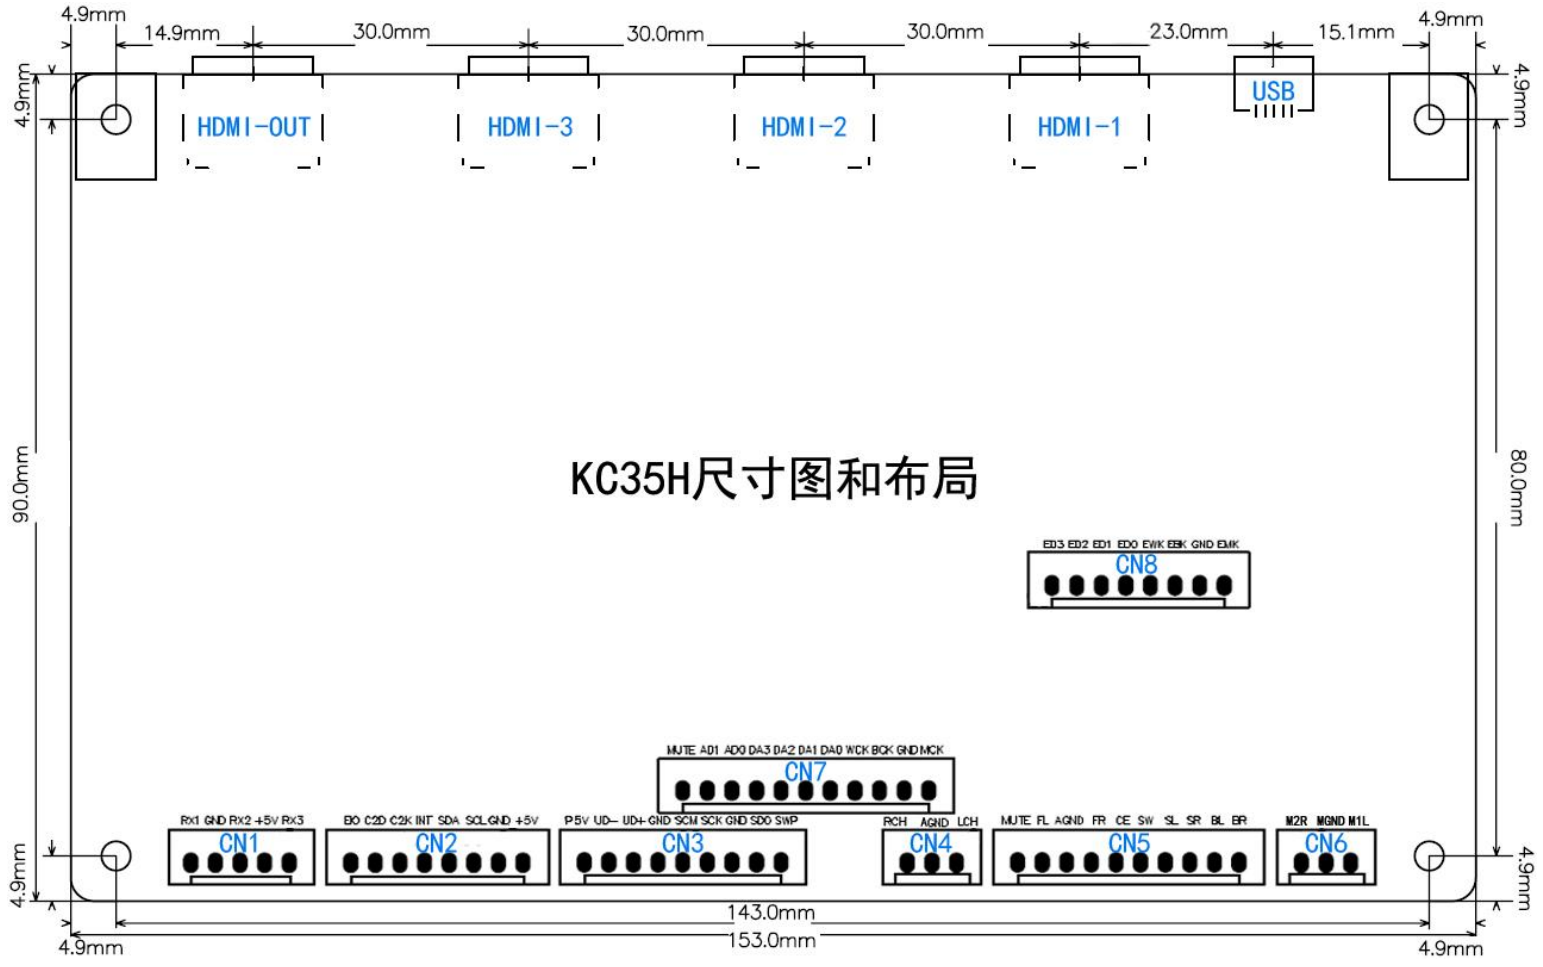 4.9mm 4.9mm
14.9mm 30.0mm 30.0mm 30.0mm 23.0mm 15.1mm
4.9mm 4.9mm
USB
HDMI-OUT HDMI-3 HDMI-2 HDMI-1
90.0mm 80.0mm
KC35H尺寸图和布局
ED3 ED2 ED1 ED0 EWK EBK GND EMK
CN8
MUTE AD1 AD0 DA3 DA2 DA1 DA0 WCK BCK GND MCK
CN7
RX1 GND RX2 +5V RX3
CN1
C2D C2K INT SDA SCL GND +5V
CN2
P5V UD- UD+ GND SCM SCK GND SD0 SWP
CN3
RCH AGND LCH
CN4
MUTE FL AGND FR CE SW SL SR BL BR
CN5
M2R MGND M1L
CN6
4.9mm 4.9mm
143.0mm
153.0mm
4.9mm 4.9mm